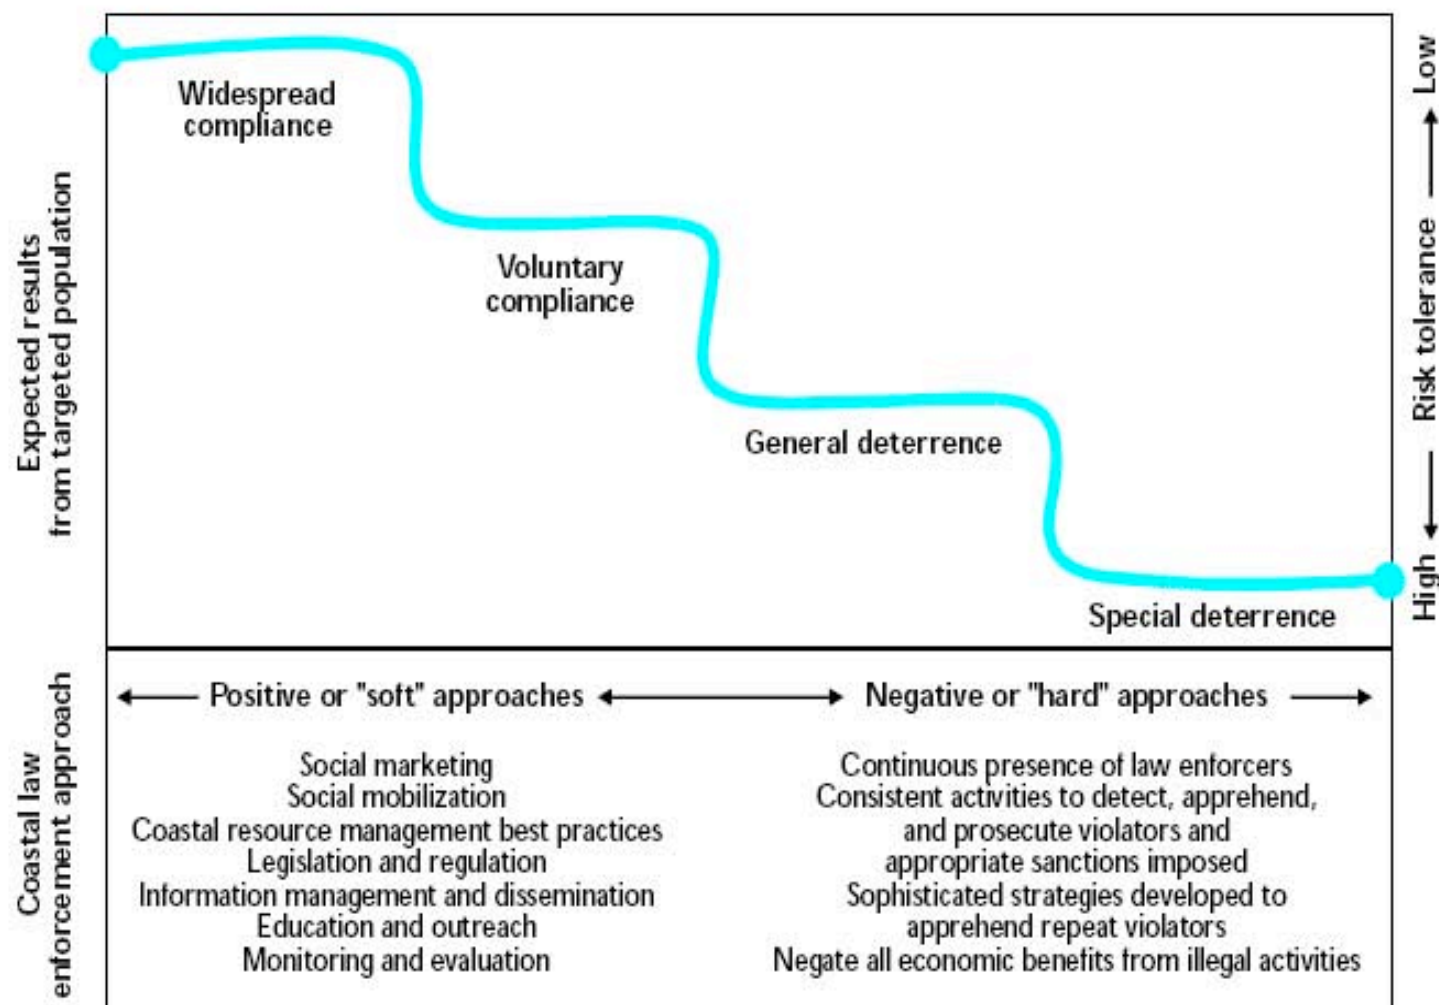 Expected results
from targeted population
Widespread
compliance
Voluntary
compliance
General deterrence
Special deterrence
Low
Risk tolerance
High
Coastal law
enforcement approach
Positive or "soft" approaches
Negative or "hard" approaches
Social marketing
Social mobilization
Coastal resource management best practices
Legislation and regulation
Information management and dissemination
Education and outreach
Monitoring and evaluation
Continuous presence of law enforcers
Consistent activities to detect, apprehend,
and prosecute violators and
appropriate sanctions imposed
Sophisticated strategies developed to
apprehend repeat violators
Negate all economic benefits from illegal activities